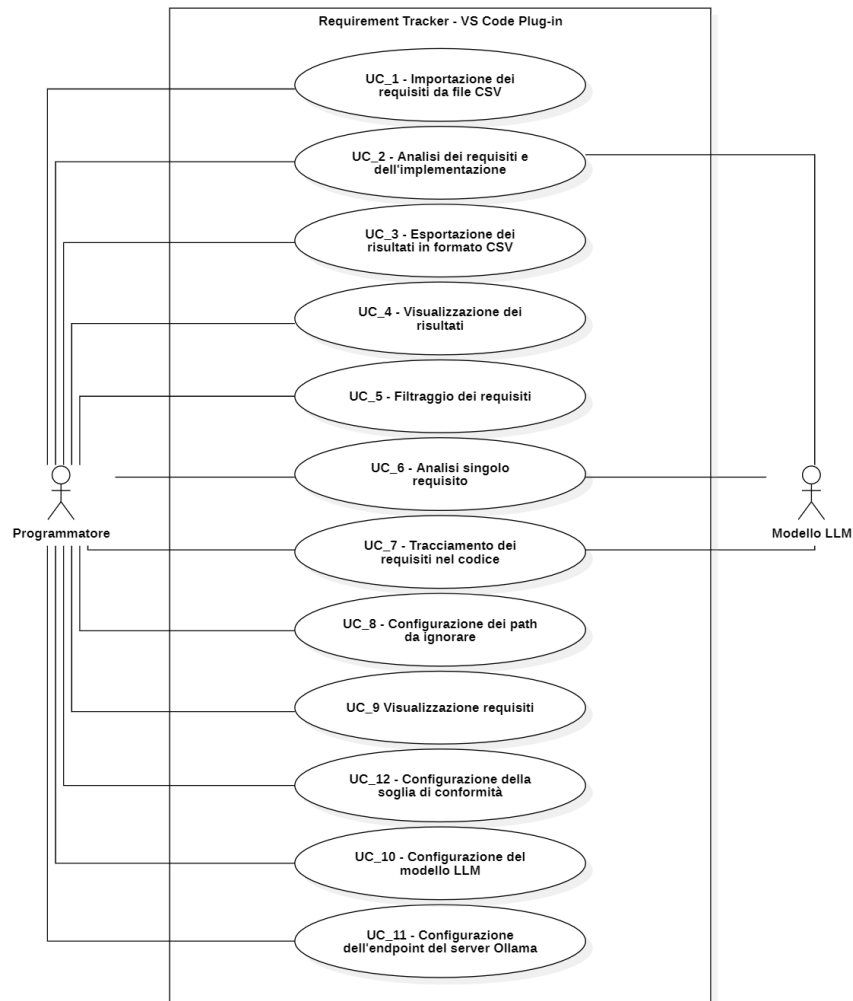 Requirement Tracker - VS Code Plug-in
UC_1 - Importazione dei
requisiti da file CSV
UC_2 - Analisi dei requisiti e
dell'implementazione
UC_3 - Esportazione dei
risultati in formato CSV
UC_4 - Visualizzazione dei
risultati
UC_5 - Filtraggio dei requisiti
UC_6 - Analisi singolo
requisito
Programmatore
Modello LLM
UC_7 - Tracciamento dei
requisiti nel codice
UC_8 - Configurazione dei path
da ignorare
UC_9 Visualizzazione requisiti
UC_12 - Configurazione della
soglia di conformità
UC_10 - Configurazione del
modello LLM
UC_11 - Configurazione
dell'endpoint del server Ollama